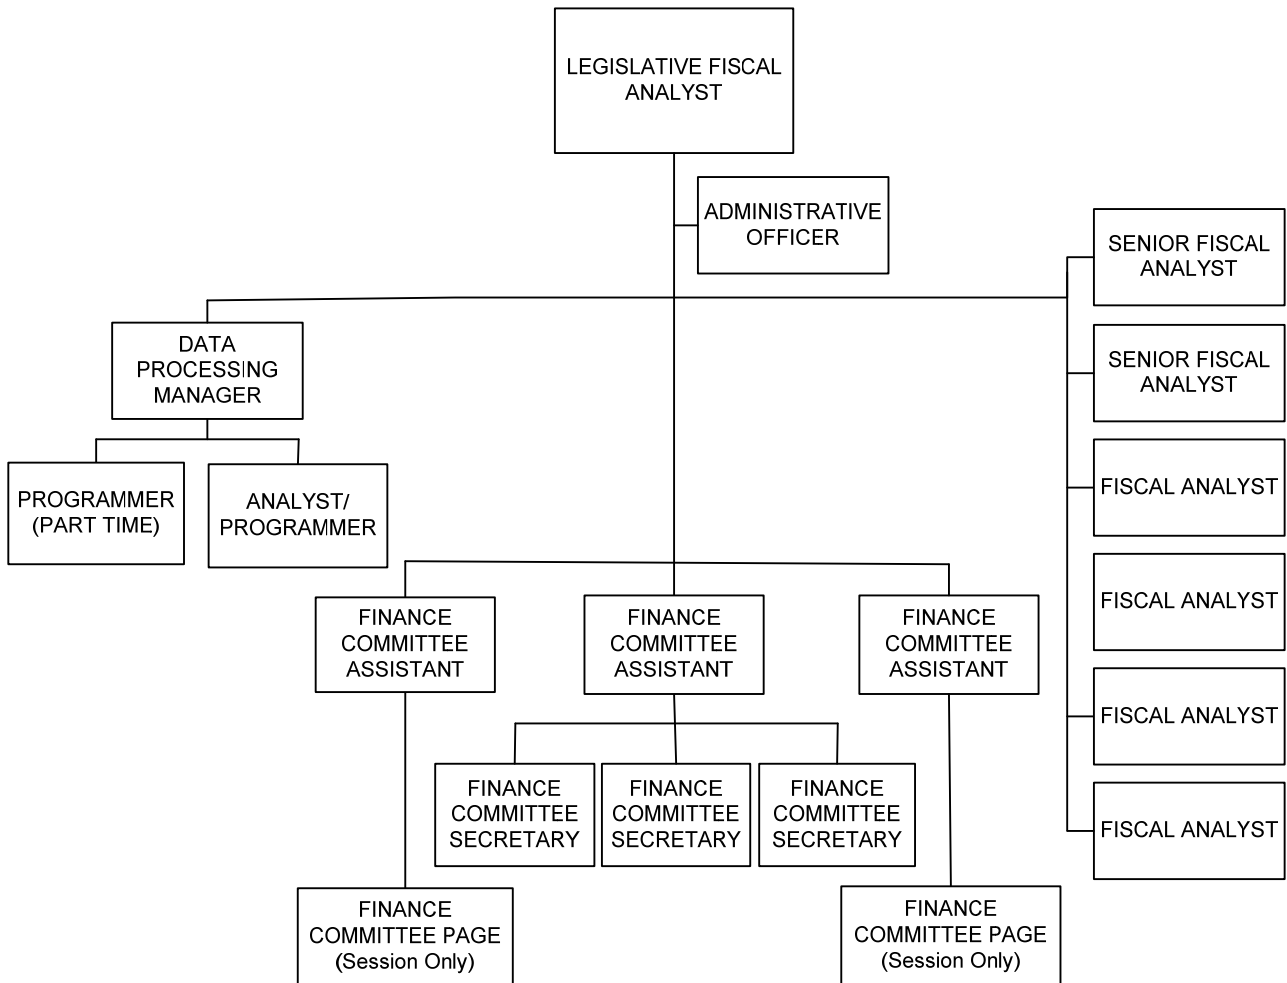 LEGISLATIVE FISCAL
ANALYST
ADMINISTRATIVE
OFFICER
SENIOR FISCAL
ANALYST
DATA
PROCESSING
MANAGER
SENIOR FISCAL
ANALYST
PROGRAMMER
(PART TIME)
ANALYST/
PROGRAMMER
FISCAL ANALYST
FISCAL ANALYST
FINANCE
COMMITTEE
ASSISTANT
FINANCE
COMMITTEE
ASSISTANT
FINANCE
COMMITTEE
ASSISTANT
FISCAL ANALYST
FINANCE
COMMITTEE
SECRETARY
FINANCE
COMMITTEE
SECRETARY
FINANCE
COMMITTEE
SECRETARY
FISCAL ANALYST
FINANCE
COMMITTEE PAGE
(Session Only)
FINANCE
COMMITTEE PAGE
(Session Only)